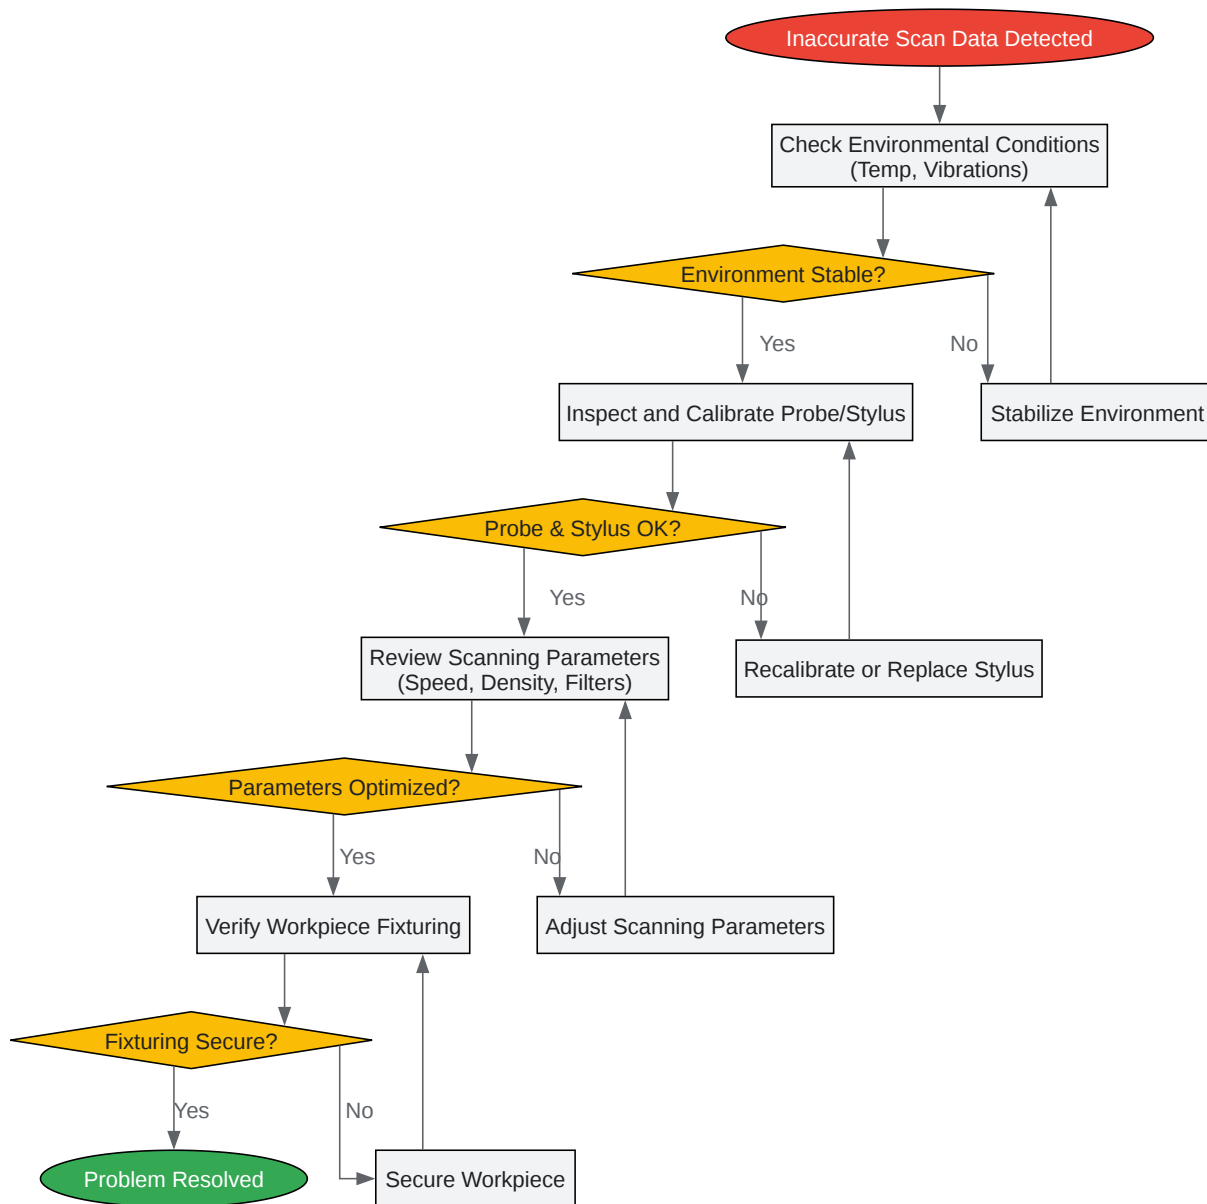 Inaccurate Scan Data Detected
Check Environmental Conditions
(Temp, Vibrations)
Environment Stable?
Yes
No
Inspect and Calibrate Probe/Stylus
Stabilize Environment
Probe & Stylus OK?
Yes
No
Review Scanning Parameters
(Speed, Density, Filters)
Recalibrate or Replace Stylus
Parameters Optimized?
Yes
No
Verify Workpiece Fixturing
Adjust Scanning Parameters
Fixturing Secure?
Yes
No
Problem Resolved
Secure Workpiece